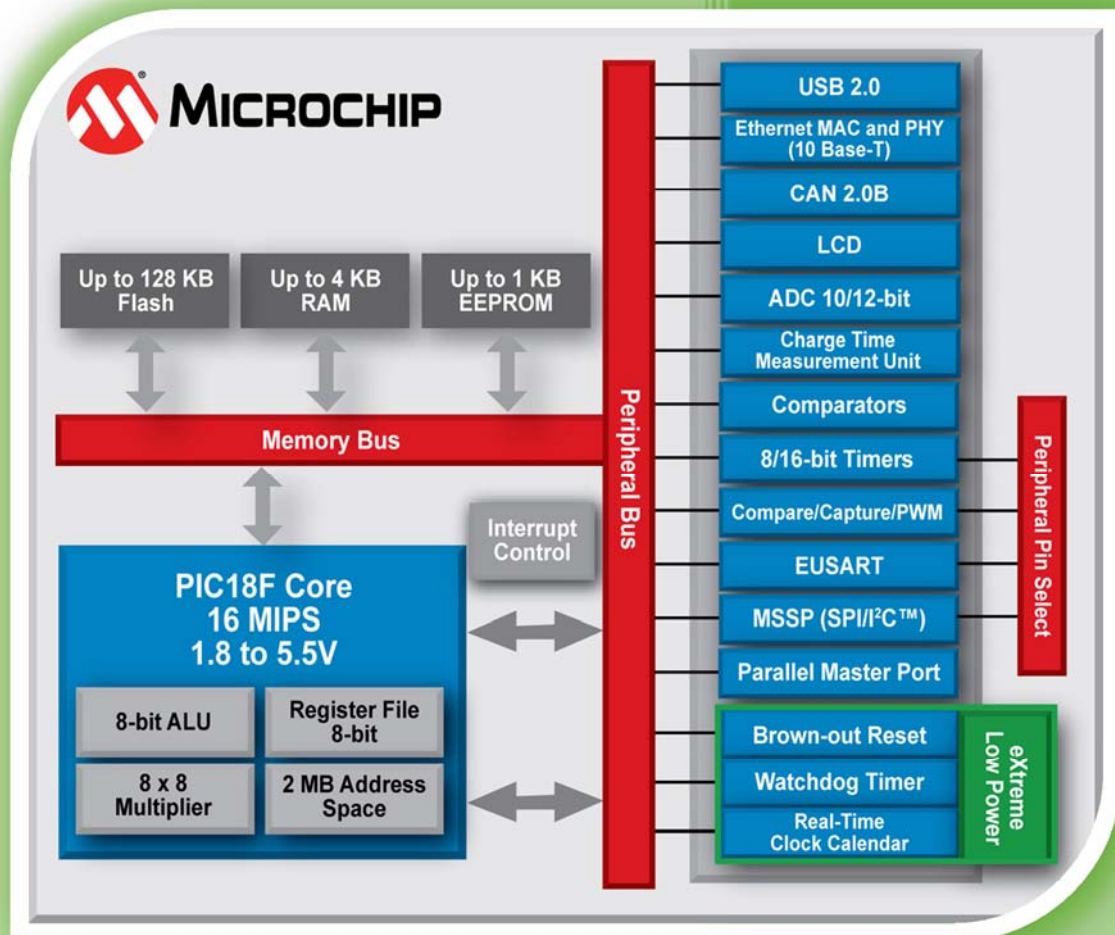 MICROCHIP
Up to 128 KB
Flash
Up to 4 KB
RAM
Up to 1 KB
EEPROM
Memory Bus
Interrupt
Control
PIC18F Core
16 MIPS
1.8 to 5.5V
8-bit ALU
Register File
8-bit
8 x 8
Multiplier
2 MB Address
Space
Peripheral Bus
USB 2.0
Ethernet MAC and PHY
(10 Base-T)
CAN 2.0B
LCD
ADC 10/12-bit
Charge Time
Measurement Unit
Comparators
8/16-bit Timers
Compare/Capture/PWM
EUSART
MSSP (SPI/I²C™)
Parallel Master Port
Peripheral Pin Select
Brown-out Reset
Watchdog Timer
Real-Time
Clock Calendar
eXtreme
Low Power